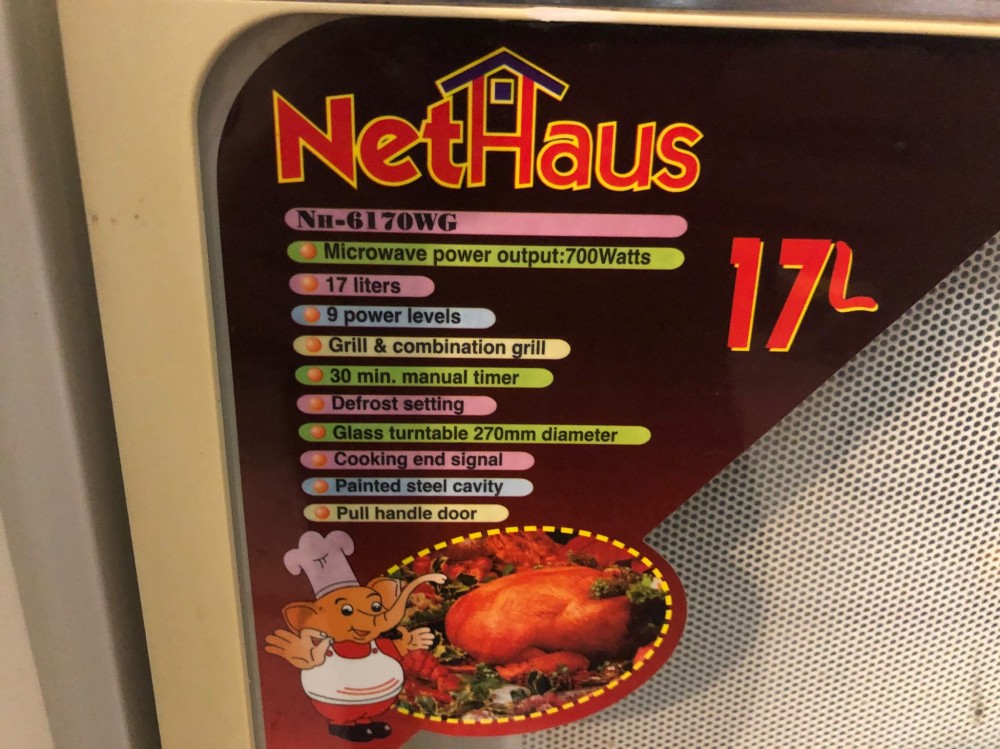 NetHaus
NH-6170WG
Microwave power output:700Watts
17 liters
17L
9 power levels
Grill & combination grill
30 min. manual timer
Defrost setting
Glass turntable 270mm diameter
Cooking end signal
Painted steel cavity
Pull handle door